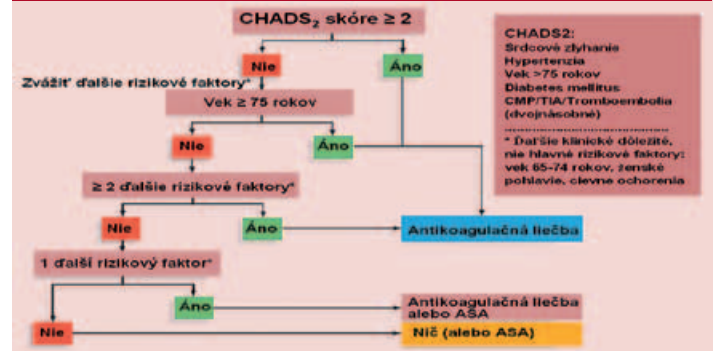 CHADS₂ skóre ≥ 2
Nie
Áno
Zvážiť ďalšie rizikové faktory*
Vek ≥ 75 rokov
Nie
Áno
≥ 2 ďalšie rizikové faktory*
Nie
Áno
Antikoagulačná liečba
1 ďalší rizikový faktor*
Áno
Antikoagulačná liečba
alebo ASA
Nie
Nič (alebo ASA)
CHADS2:
Srdcové zlyhanie
Hypertenzia
Vek >75 rokov
Diabetes mellitus
CMP/TIA/Tromboembolia
(dvojnásobné)
................................................
* Ďaľšie klinické dôležité,
nie hlavné rizikové faktory:
vek 65-74 rokov, ženské
pohlavie, cievne ochorenia